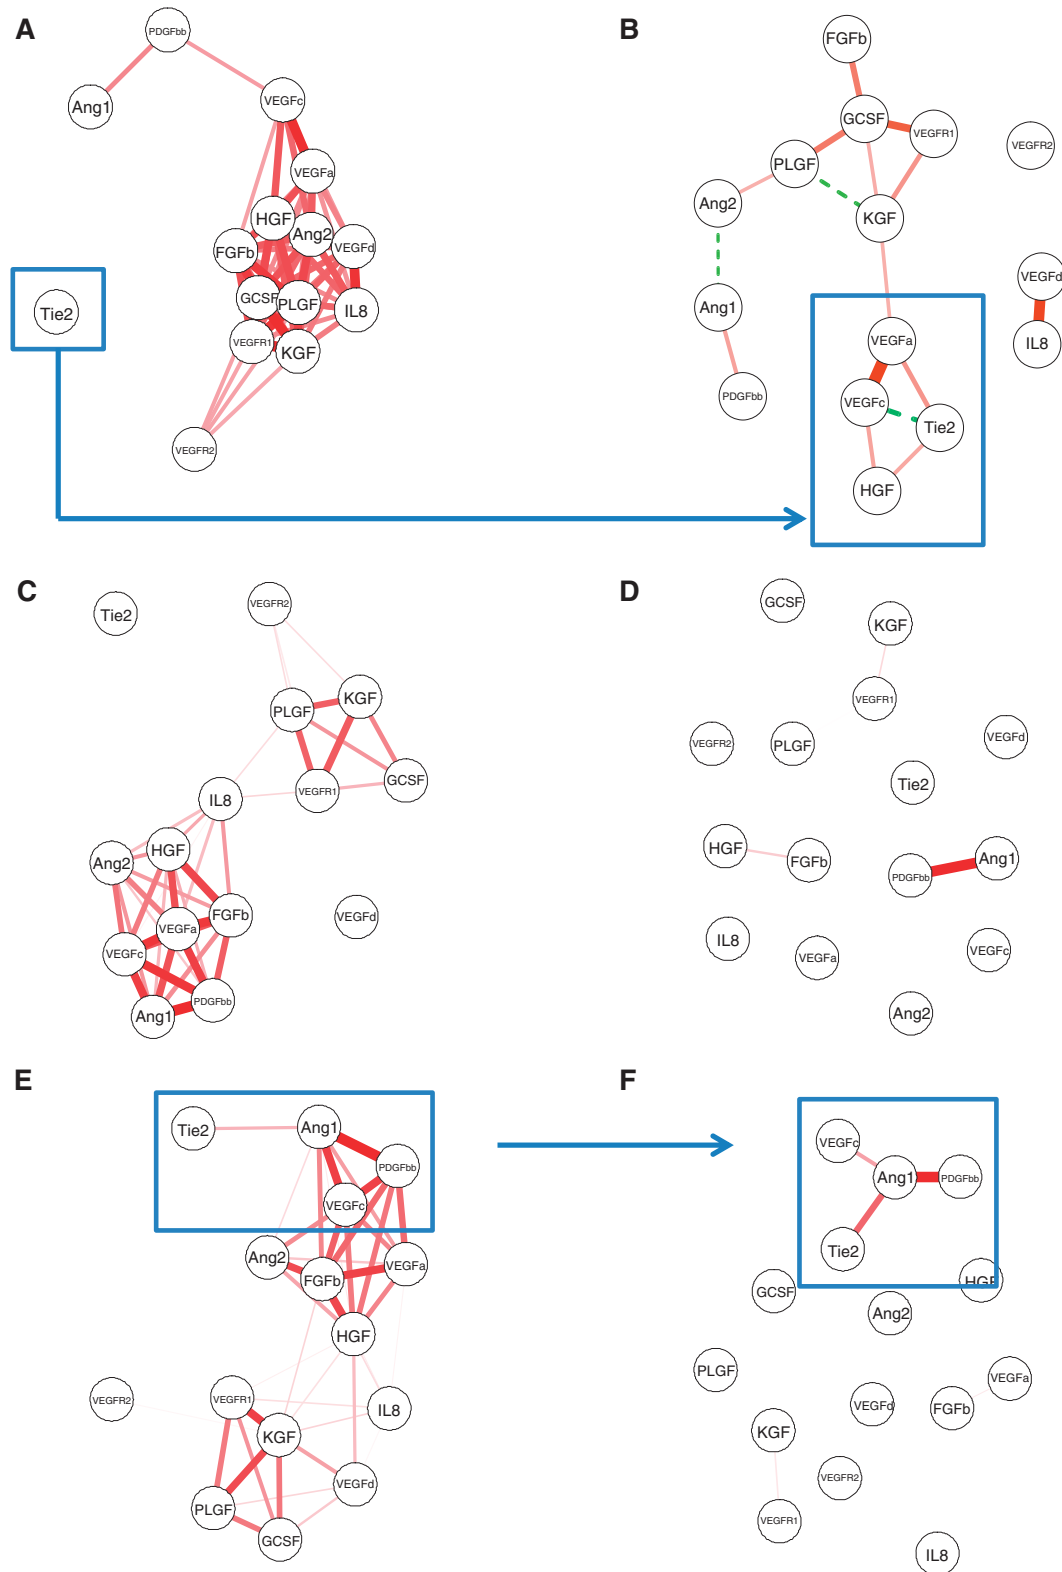 A
PDGFbb
Ang1
VEGFc
VEGFa
HGF
Ang2
FGFb
VEGFd
GCSF
PLGF
IL8
Tie2
VEGFR1
KGF
VEGFR2
B
FGFb
GCSF
VEGFR1
VEGFR2
PLGF
Ang2
KGF
VEGFd
Ang1
VEGFa
IL8
PDGFbb
VEGFc
Tie2
HGF
C
Tie2
VEGFR2
KGF
PLGF
GCSF
VEGFR1
IL8
HGF
Ang2
FGFb
VEGFd
VEGFa
VEGFc
PDGFbb
Ang1
D
GCSF
KGF
VEGFR1
VEGFR2
PLGF
VEGFd
Tie2
HGF
FGFb
Ang1
PDGFbb
IL8
VEGFa
VEGFc
Ang2
E
Tie2
Ang1
PDGFbb
VEGFc
Ang2
FGFb
VEGFa
HGF
VEGFR2
VEGFR1
IL8
KGF
VEGFd
PLGF
GCSF
F
VEGFc
Ang1
PDGFbb
Tie2
HGF
GCSF
Ang2
PLGF
VEGFa
VEGFd
FGFb
KGF
VEGFR2
VEGFR1
IL8